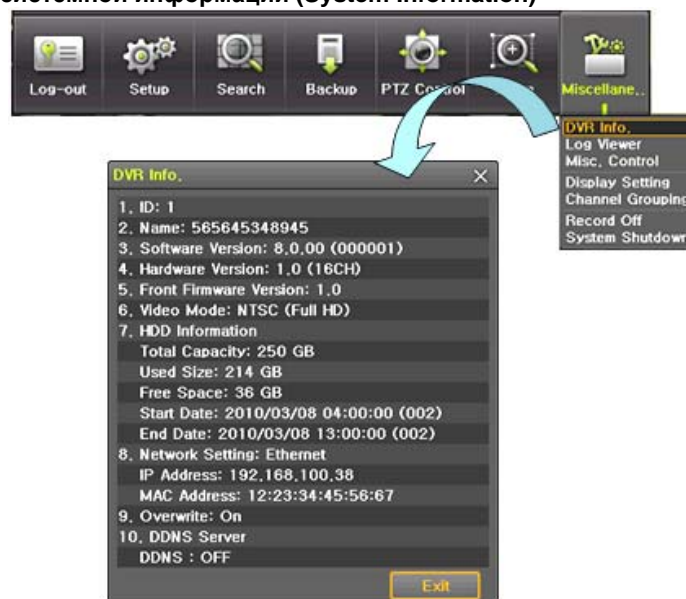 системной информации (System Information)
Log-out Setup Search Backup PTZ Control Miscellane..
DVR Info.
Log Viewer
Misc. Control
Display Setting
Channel Grouping
Record Off
System Shutdown
DVR Info.
1. ID: 1
2. Name: 565645348945
3. Software Version: 8.0.00 (000001)
4. Hardware Version: 1.0 (16CH)
5. Front Firmware Version: 1.0
6. Video Mode: NTSC (Full HD)
7. HDD Information
Total Capacity: 250 GB
Used Size: 214 GB
Free Space: 36 GB
Start Date: 2010/03/08 04:00:00 (002)
End Date: 2010/03/08 13:00:00 (002)
8. Network Setting: Ethernet
IP Address: 192.168.100.38
MAC Address: 12:23:34:45:56:67
9. Overwrite: On
10. DDNS Server
DDNS : OFF
Exit